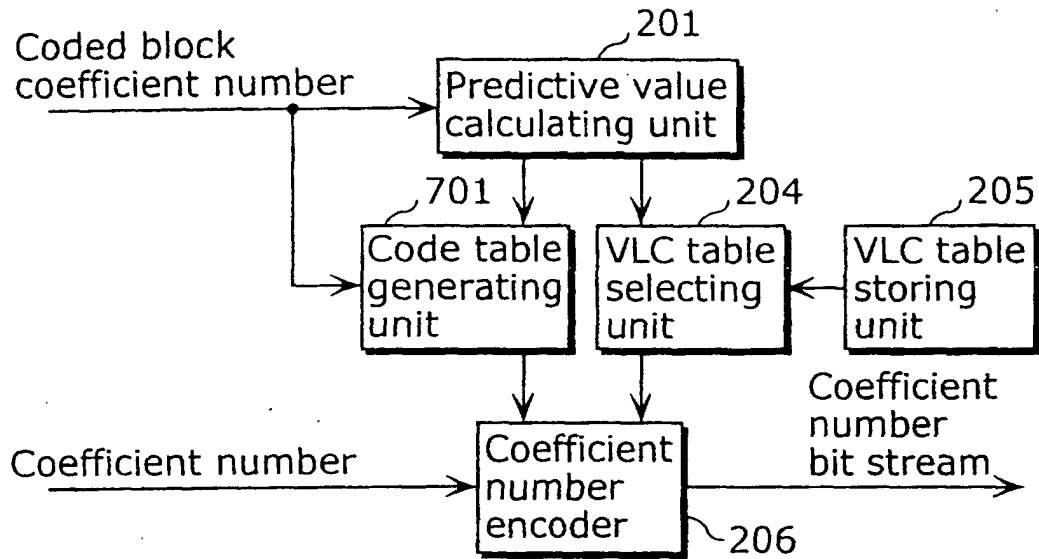 201
Coded block
coefficient number
Predictive value
calculating unit
701
204
205
Code table
generating
unit
VLC table
selecting
unit
VLC table
storing
unit
Coefficient
number
bit stream
Coefficient number
Coefficient
number
encoder
206